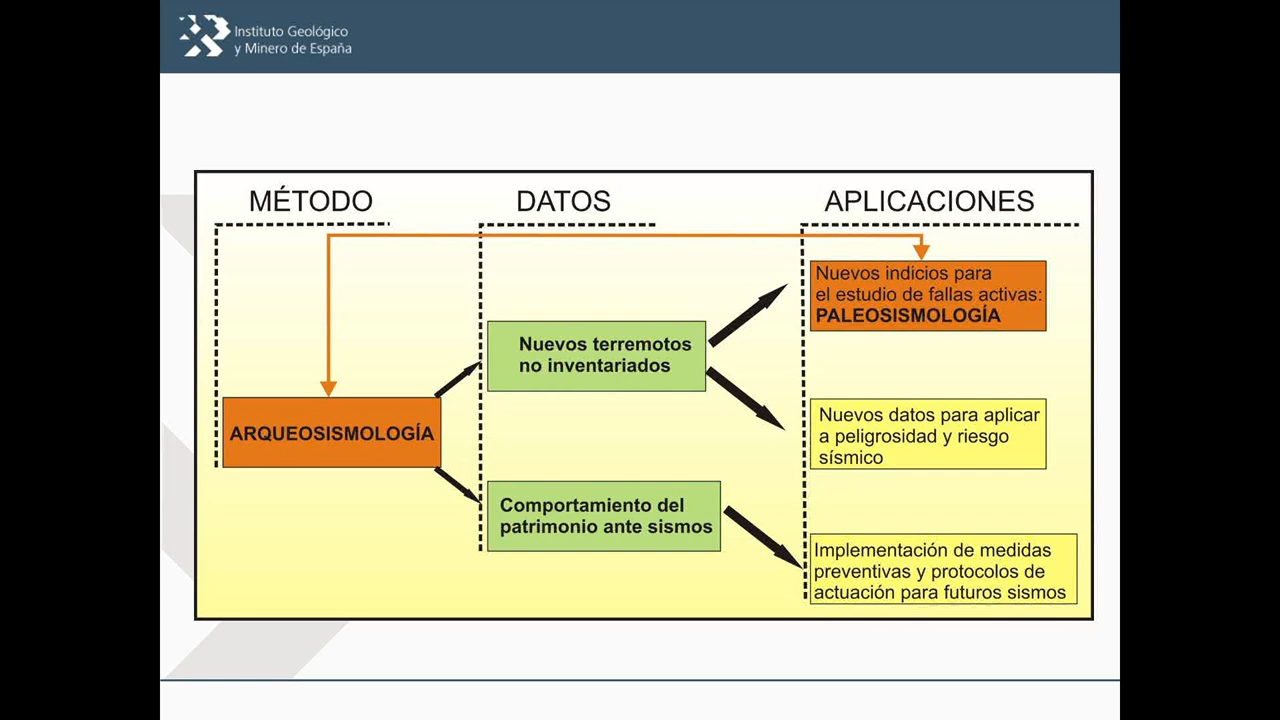 Instituto Geológico
y Minero de España
MÉTODO
DATOS
APLICACIONES
ARQUEOSISMOLOGÍA
Nuevos terremotos
no inventariados
Comportamiento del
patrimonio ante sismos
Nuevos indicios para
el estudio de fallas activas:
PALEOSISMOLOGÍA
Nuevos datos para aplicar
a peligrosidad y riesgo
sísmico
Implementación de medidas
preventivas y protocolos de
actuación para futuros sismos